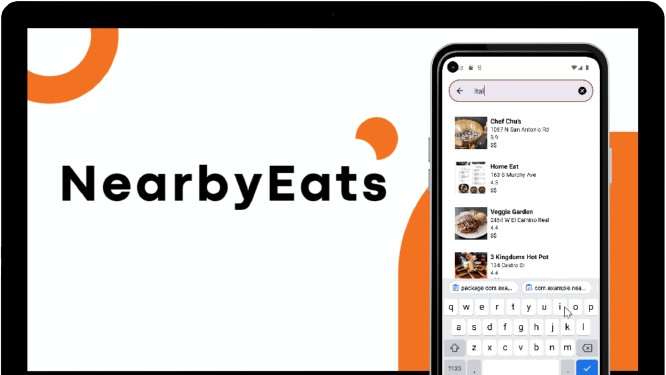 NearbyEats
ital
Chef Chu's
1067 N San Antonio Rd
3.9
$$
Home Eat
163 S Murphy Ave
4.3
$$
Veggie Garden
2464 W El Camino Real
4.4
$$
3 Kingdoms Hot Pot
134 Castro St
4.4
package com.exa...
com.example.nea...
q w e r t y u i o p
a s d f g h j k l
z x c v b n m
?123 , .